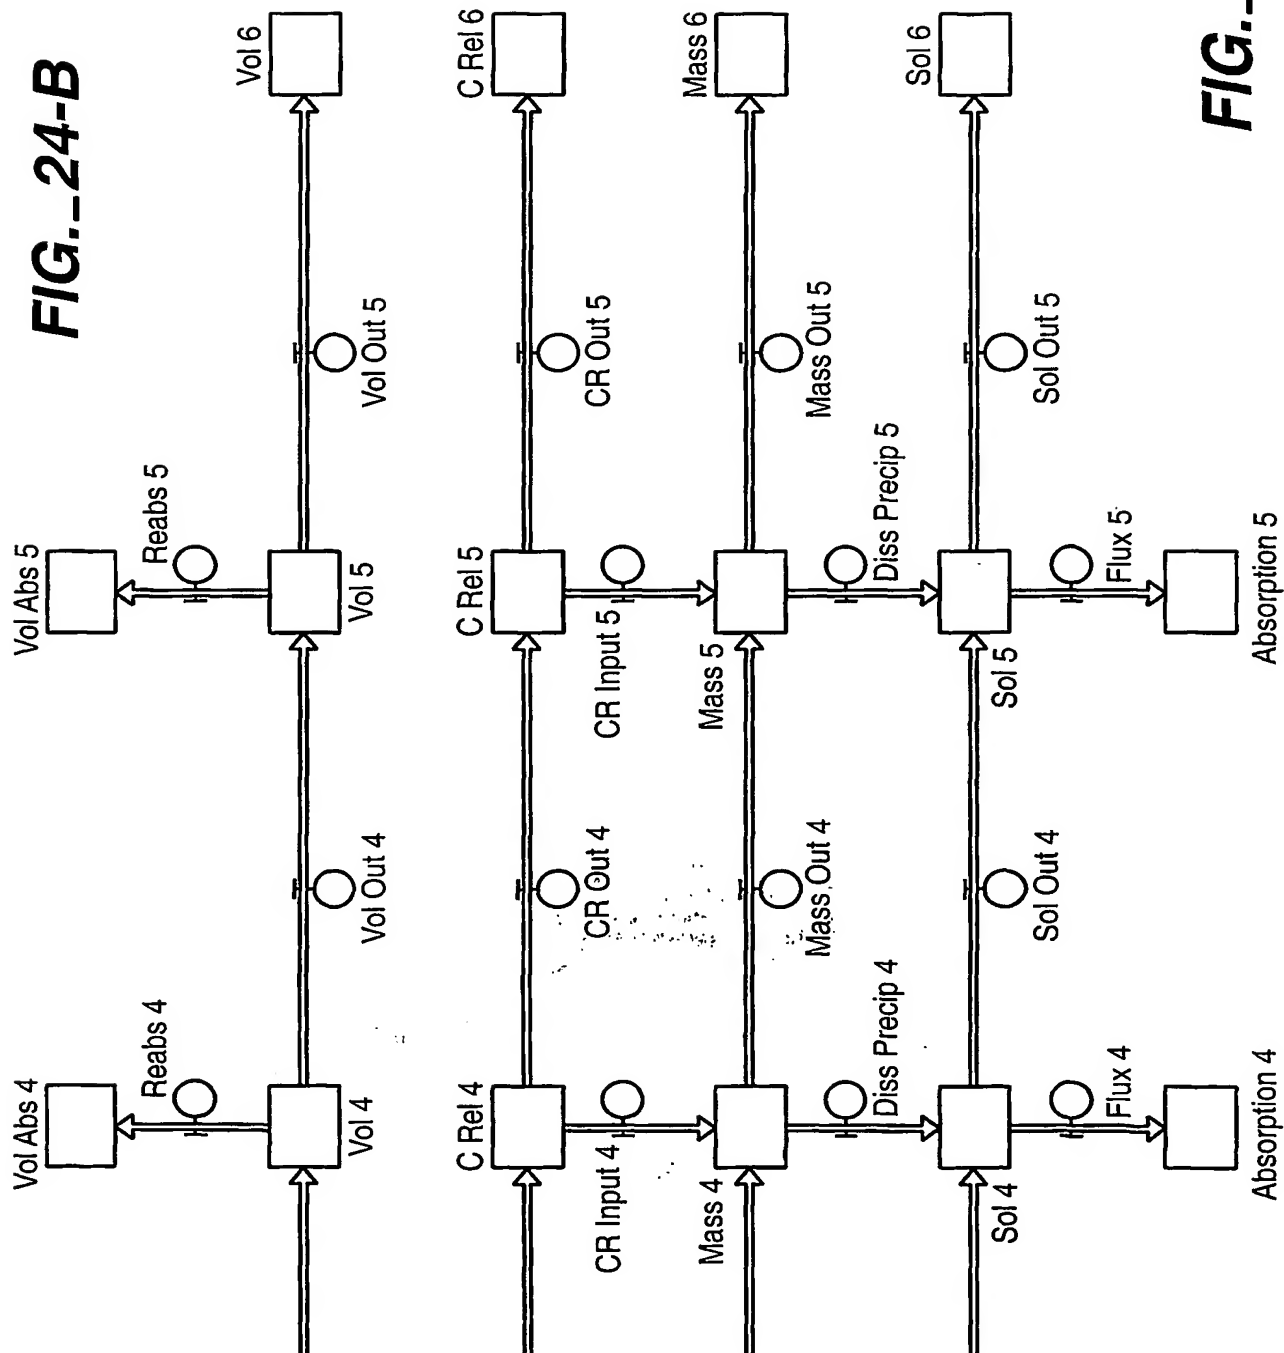 Vol Abs 4
Vol Abs 5
FIG._24-B
Reabs 4
Reabs 5
Vol 6
Vol 4
Vol Out 4
Vol 5
Vol Out 5
C Rel 4
C Rel 5
C Rel 6
CR Input 4
CR Out 4
CR Input 5
CR Out 5
Mass 4
Mass 5
Mass 6
Mass Out 4
Mass Out 5
Diss Precip 4
Diss Precip 5
Sol 6
Sol 4
Sol 5
Sol Out 4
Sol Out 5
Flux 4
Flux 5
FIG._
Absorption 4
Absorption 5